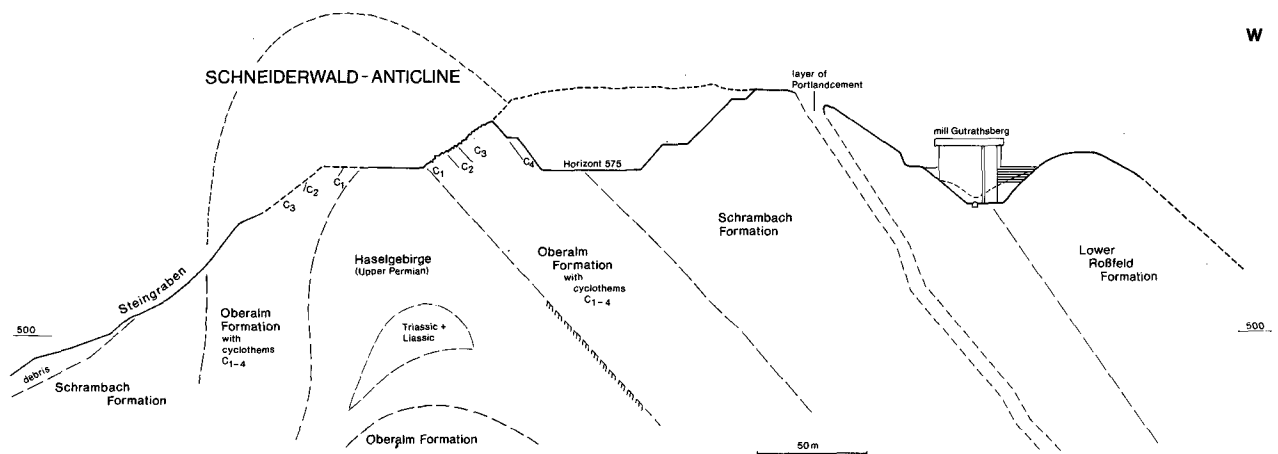 W
SCHNEIDERWALD-ANTICLINE
layer of
Portlandcement
mill Gutrathsberg
C3
C2
C1
C1
C2
C3
C4
Horizont 575
Steingraben
Haselgebirge
(Upper Permian)
Oberalm
Formation
with
cyclothems
C1-4
Schrambach
Formation
Lower
Roßfeld
Formation
500
debris
Schrambach
Formation
Oberalm
Formation
with
cyclothems
C1-4
Triassic +
Liassic
Oberalm Formation
50m
500